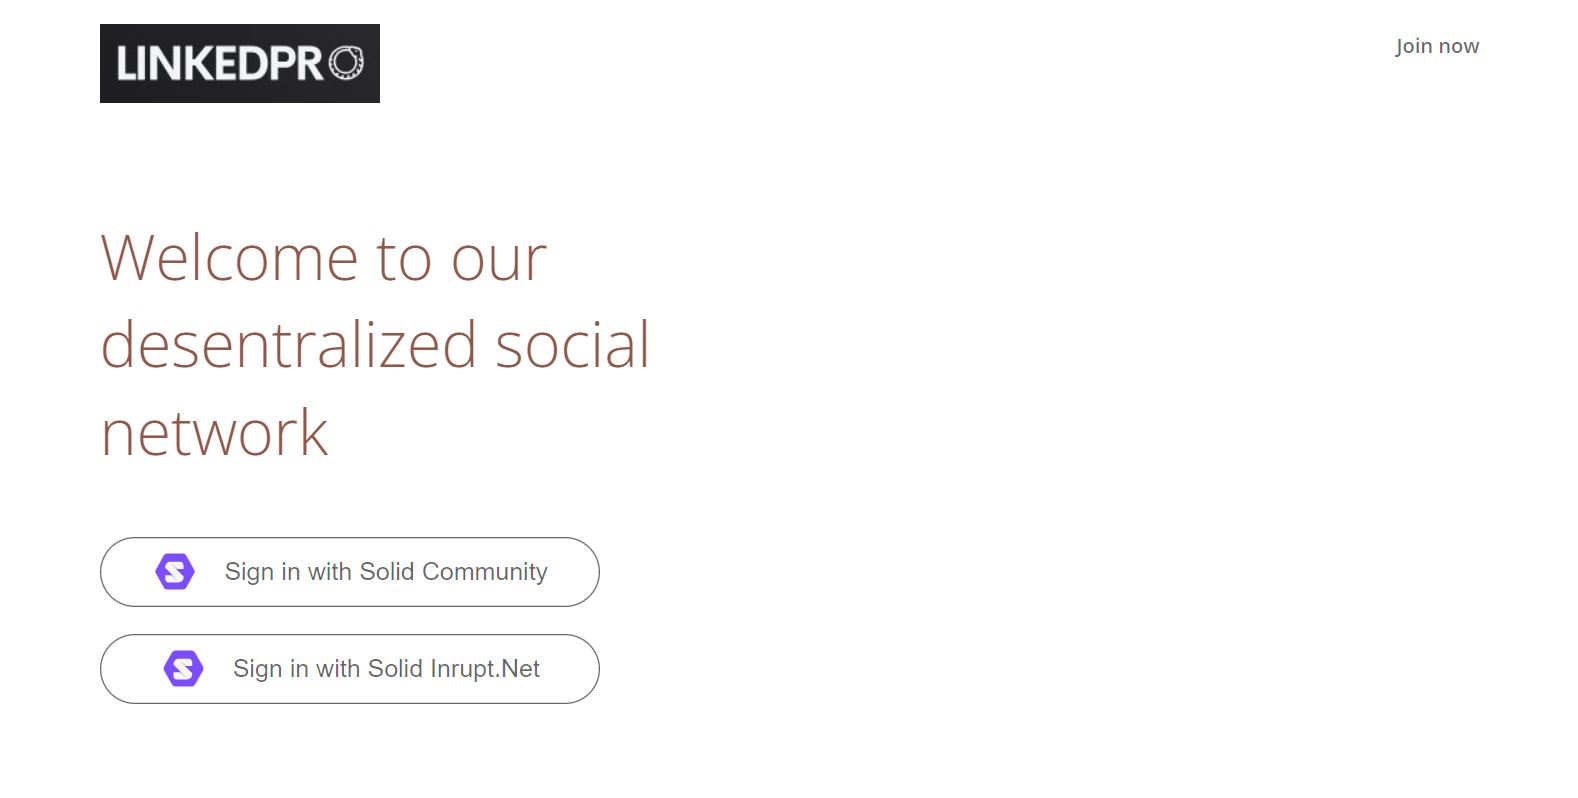 LINKEDPRO
Join now
Welcome to our
desentralized social
network
Sign in with Solid Community
Sign in with Solid Inrupt.Net